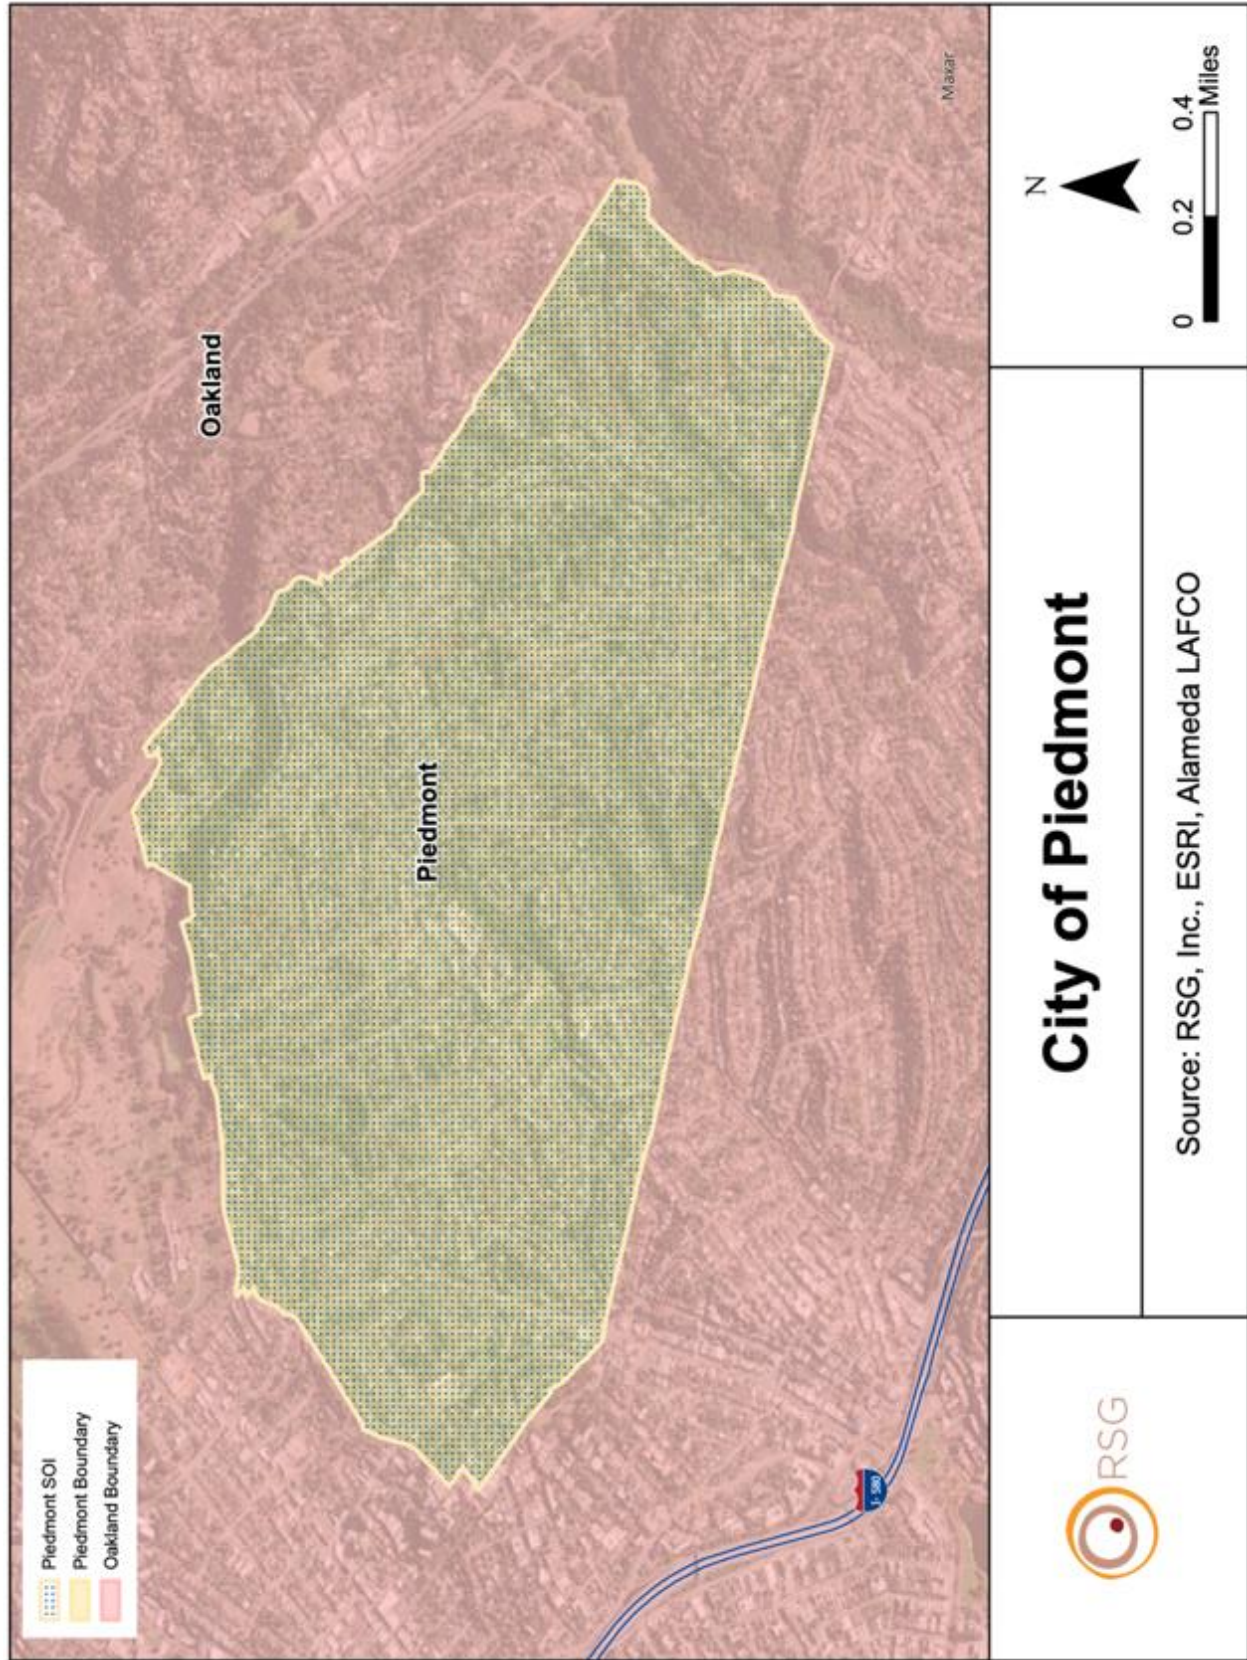 Piedmont SOI
Piedmont Boundary
Oakland Boundary
Oakland
Piedmont
I-580
Maxar
RSG
City of Piedmont
Source: RSG, Inc., ESRI, Alameda LAFCO
N
0 0.2 0.4
Miles